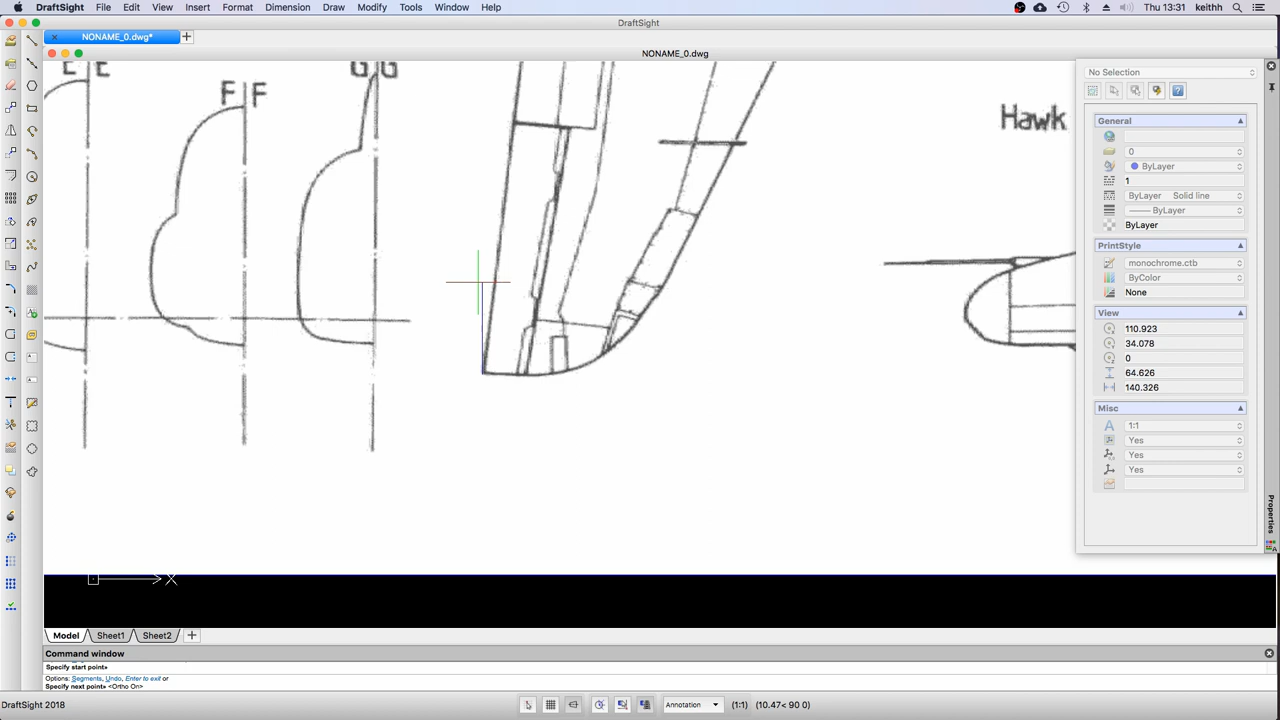 DraftSight File Edit View Insert Format Dimension Draw Modify Tools Window Help Thu 13:31 keithh
DraftSight
NONAME_0.dwg*
NONAME_0.dwg
E E
F F
G G
Hawk
X
No Selection
General
0
ByLayer
1
ByLayer Solid line
ByLayer
ByLayer
PrintStyle
monochrome.ctb
ByColor
None
View
110.923
34.078
0
64.626
140.326
Misc
1:1
Yes
Yes
Yes
Properties
Model Sheet1 Sheet2
Command window
Specify start point»
Options: Segments, Undo, Enter to exit or
Specify next point» <Ortho On>
DraftSight 2018 Annotation (1:1) (10.47< 90 0)